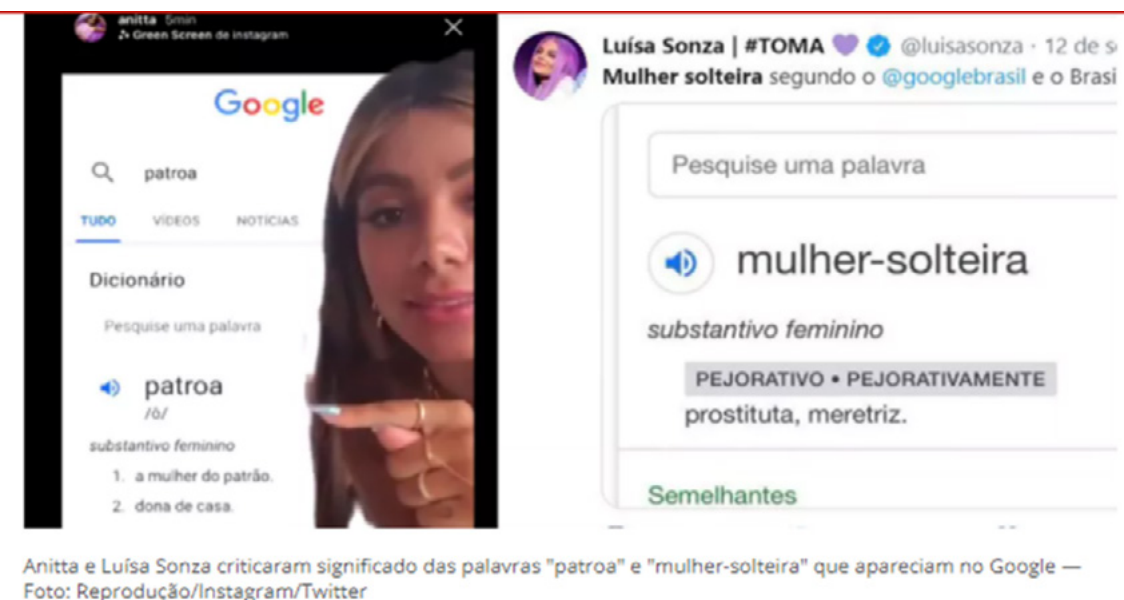 anitta 5min
Green Screen de instagram
Google
patroa
TUDO VÍDEOS NOTÍCIAS
Dicionário
Pesquise uma palavra
patroa
/ô/
substantivo feminino
1. a mulher do patrão.
2. dona de casa.
Luísa Sonza | #TOMA @luisasonza · 12 de s
Mulher solteira segundo o @googlebrasil e o Brasi
Pesquise uma palavra
mulher-solteira
substantivo feminino
PEJORATIVO • PEJORATIVAMENTE
prostituta, meretriz.
Semelhantes
Anitta e Luísa Sonza criticaram significado das palavras "patroa" e "mulher-solteira" que apareciam no Google —
Foto: Reprodução/Instagram/Twitter